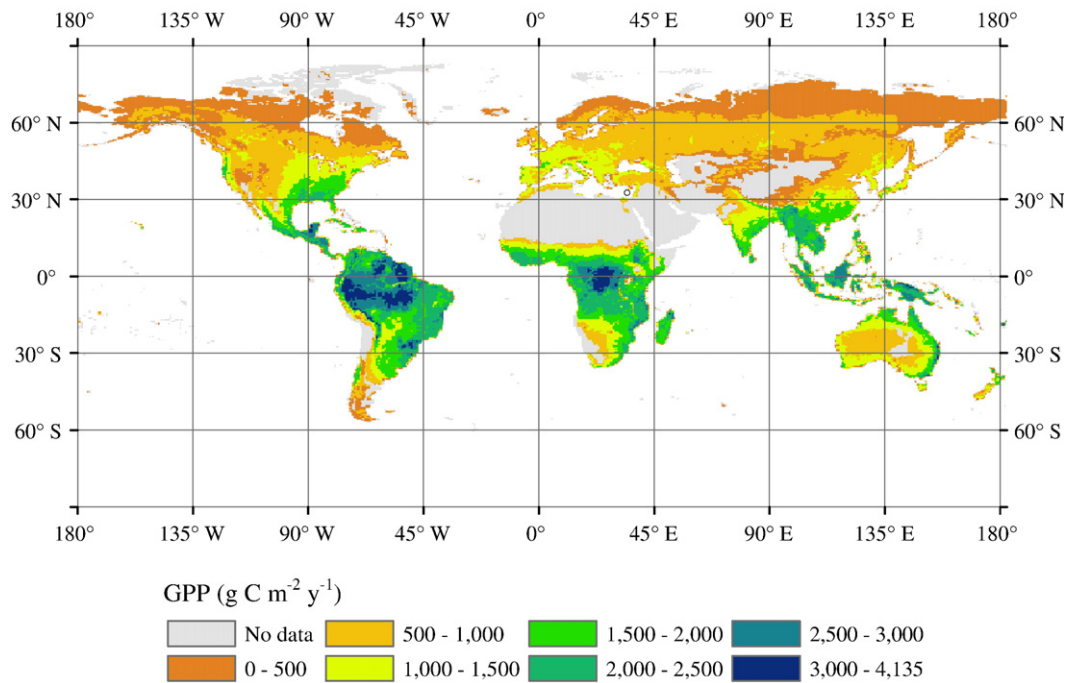 180° 135° W 90° W 45° W 0° 45° E 90° E 135° E 180°
60° N 60° N
30° N 30° N
0° 0°
30° S 30° S
60° S 60° S
180° 135° W 90° W 45° W 0° 45° E 90° E 135° E 180°
GPP (g C m⁻² y⁻¹)
No data 500 - 1,000 1,500 - 2,000 2,500 - 3,000
0 - 500 1,000 - 1,500 2,000 - 2,500 3,000 - 4,135